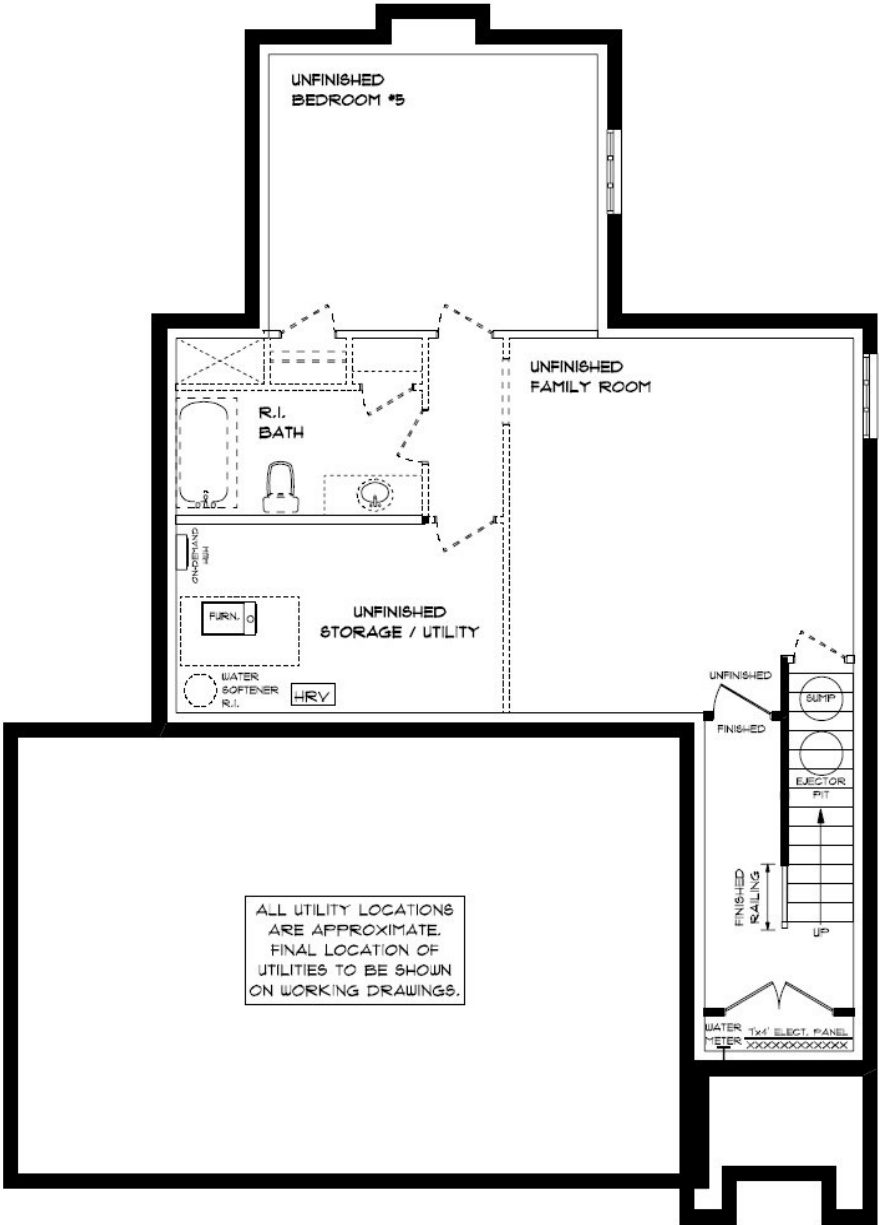 UNFINISHED
BEDROOM #5
UNFINISHED
FAMILY ROOM
R.I.
BATH
ON-DEMAND
HWH
FURN.
UNFINISHED
STORAGE / UTILITY
WATER
SOFTENER
R.I.
HRV
UNFINISHED
FINISHED
SUMP
EJECTOR
PIT
FINISHED
RAILING
UP
ALL UTILITY LOCATIONS
ARE APPROXIMATE.
FINAL LOCATION OF
UTILITIES TO BE SHOWN
ON WORKING DRAWINGS.
WATER
METER
1'x4' ELECT. PANEL
XXXXXXXXXXXX